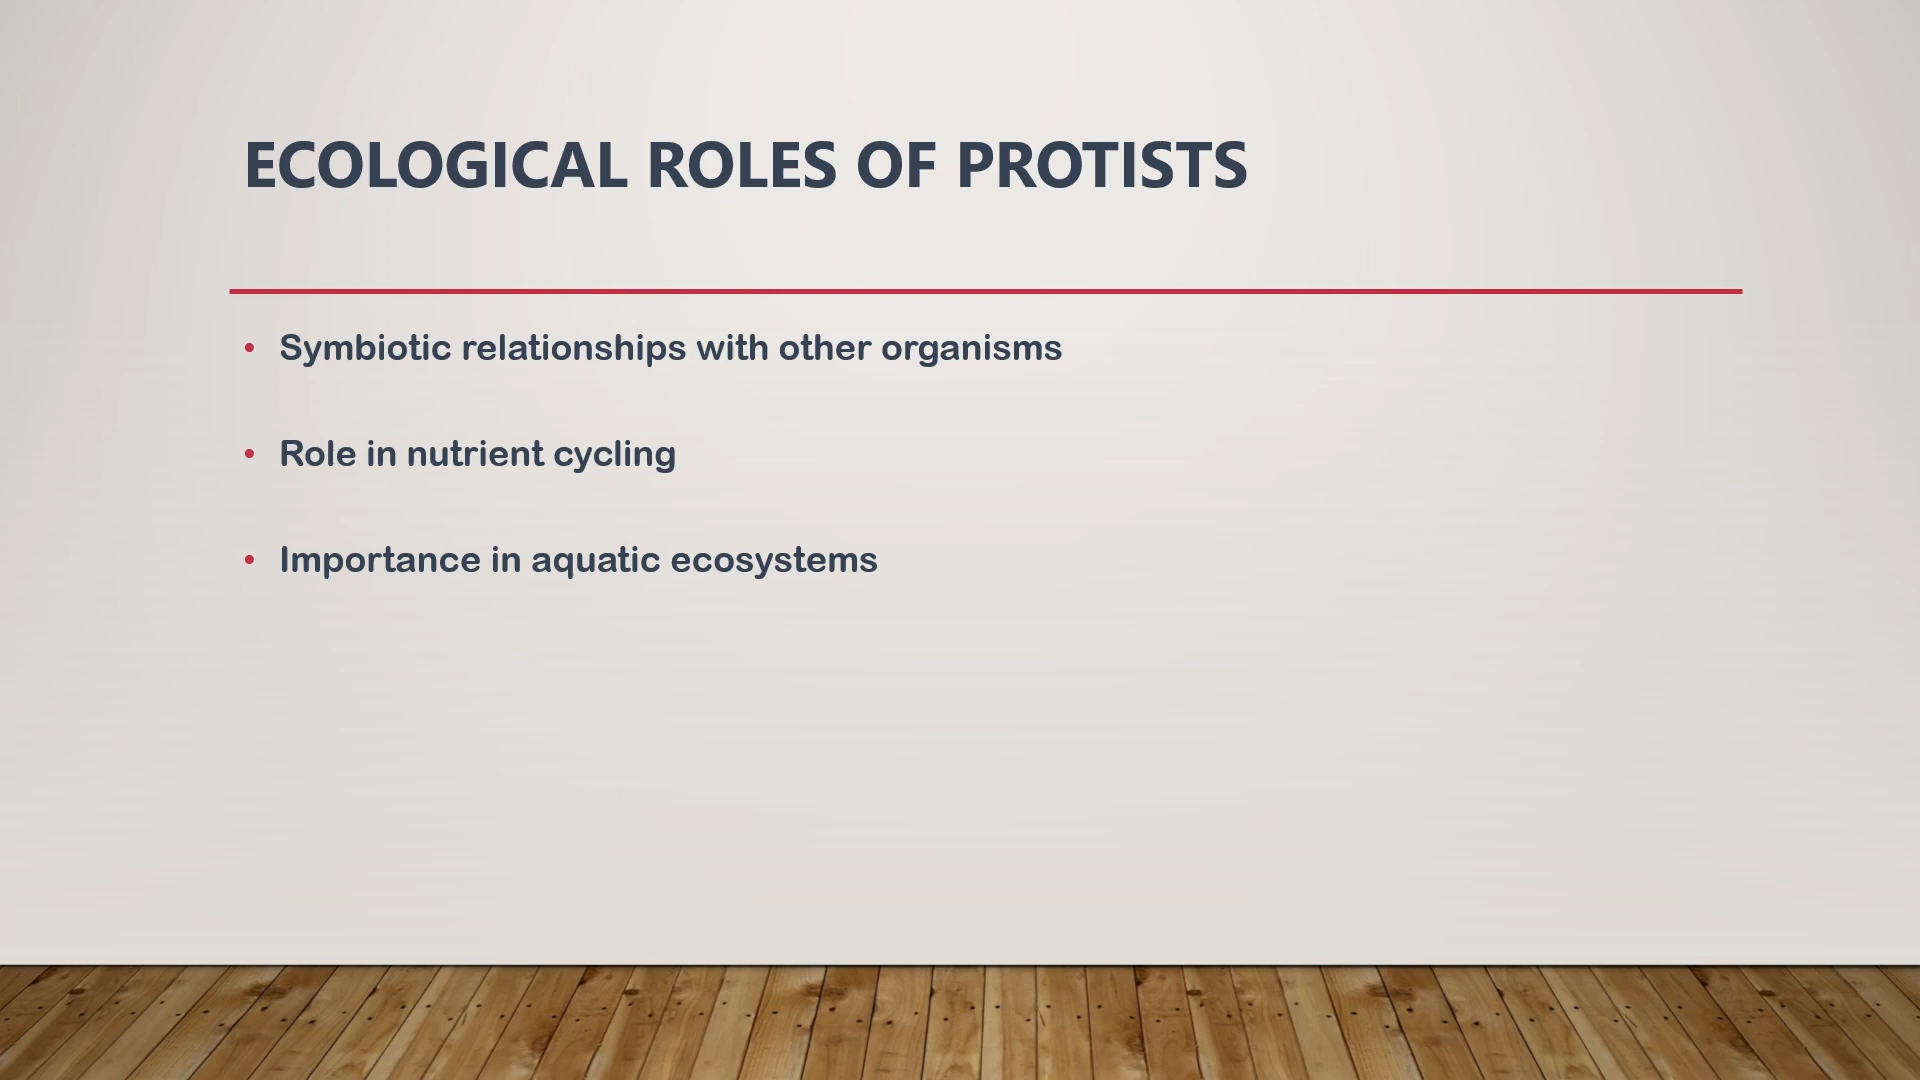 ECOLOGICAL ROLES OF PROTISTS
• Symbiotic relationships with other organisms
• Role in nutrient cycling
• Importance in aquatic ecosystems